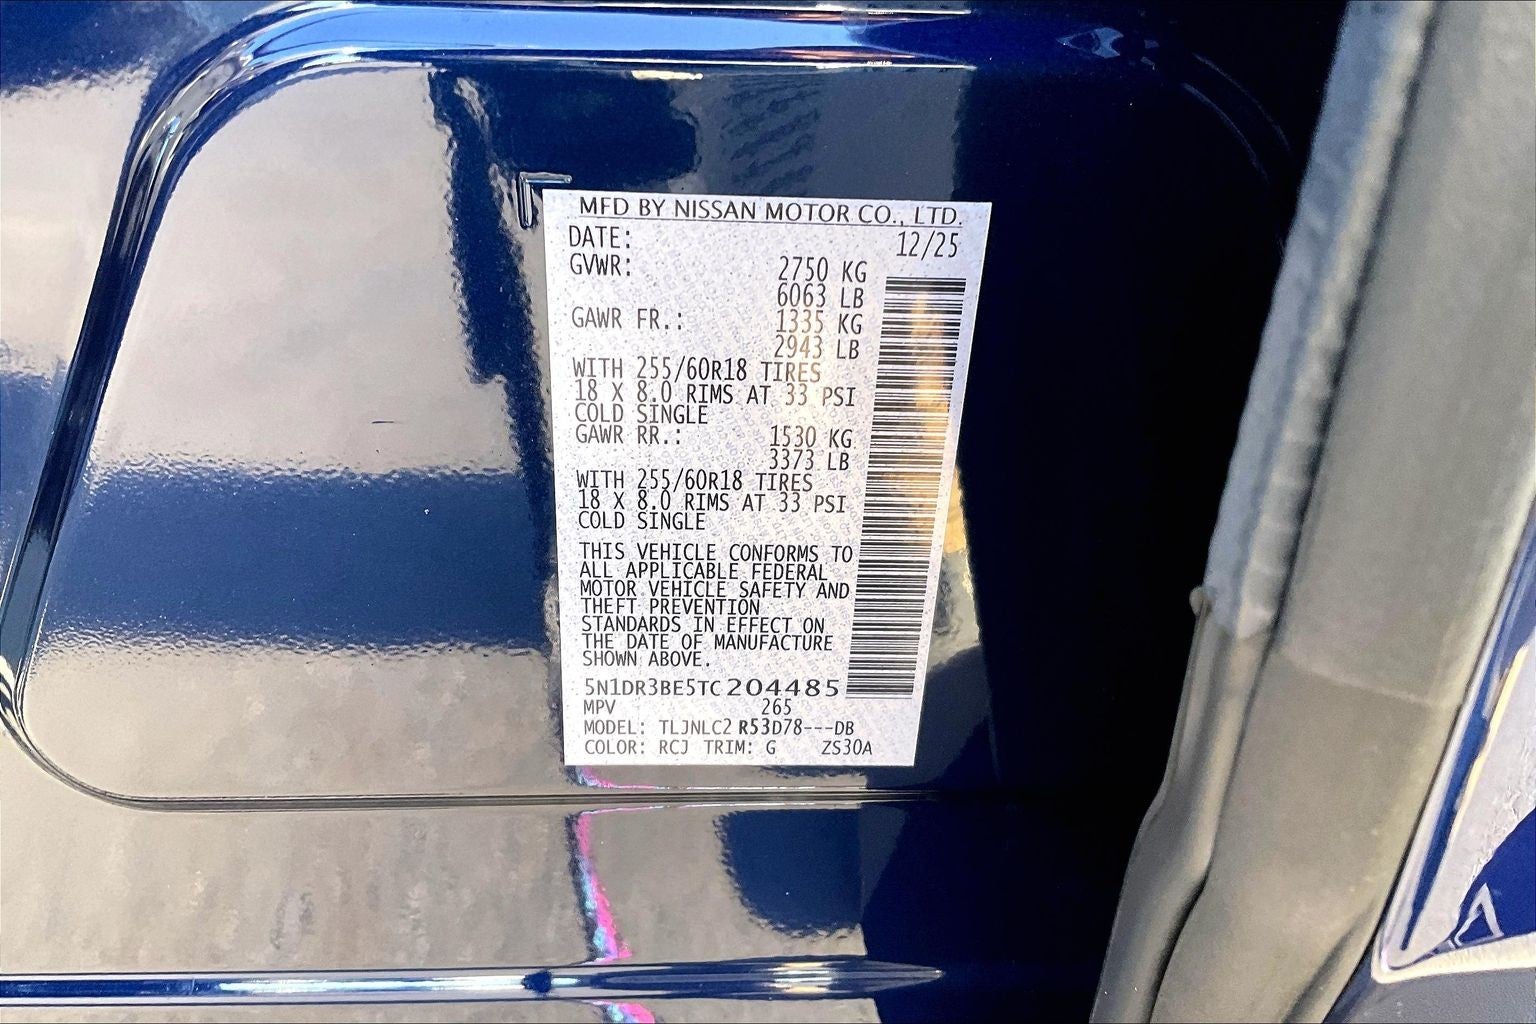 MFD BY NISSAN MOTOR CO., LTD.
DATE: 12/25
GVWR: 2750 KG
6063 LB
GAWR FR.: 1335 KG
2943 LB
WITH 255/60R18 TIRES
18 X 8.0 RIMS AT 33 PSI
COLD SINGLE
GAWR RR.: 1530 KG
3373 LB
WITH 255/60R18 TIRES
18 X 8.0 RIMS AT 33 PSI
COLD SINGLE
THIS VEHICLE CONFORMS TO
ALL APPLICABLE FEDERAL
MOTOR VEHICLE SAFETY AND
THEFT PREVENTION
STANDARDS IN EFFECT ON
THE DATE OF MANUFACTURE
SHOWN ABOVE.
5N1DR3BE5TC204485
MPV 265
MODEL: TLJNLC2 R53D78---DB
COLOR: RCJ TRIM: G ZS30A